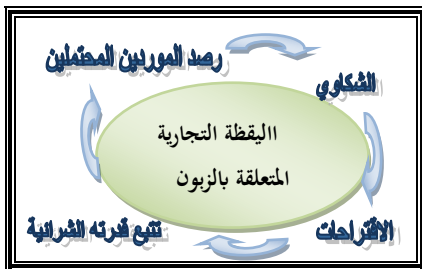 رصد الموردين المحتملين
الشكاوي
االيقظة التجارية
المتعلقة بالزبون
الاقتراحات
تتبع قدرته الشرائية